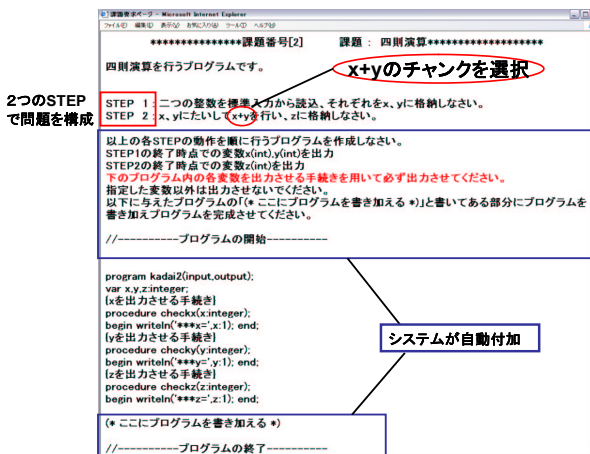 課題要求ページ - Microsoft Internet Explorer
ファイル(F) 編集(E) 表示(V) お気に入り(A) ツール(T) ヘルプ(H)
***************課題番号[2] 課題 : 四則演算*******************
四則演算を行うプログラムです。
x+yのチャンクを選択
2つのSTEP
で問題を構成
STEP 1 : 二つの整数を標準入力から読込、それぞれをx、yに格納しなさい。
STEP 2 : x、yにたいしてx+yを行い、zに格納しなさい。
以上の各STEPの動作を順に行うプログラムを作成しなさい。
STEP1の終了時点での変数x(int),y(int)を出力
STEP2の終了時点での変数z(int)を出力
下のプログラム内の各変数を出力させる手続きを用いて必ず出力させてください。
指定した変数以外は出力させないでください。
以下に与えたプログラムの「(* ここにプログラムを書き加える *)」と書いてある部分にプログラムを
書き加えプログラムを完成させてください。
//----------プログラムの開始----------
program kadai2(input,output);
var x,y,z:integer;
{xを出力させる手続き}
procedure checkx(x:integer);
begin writeln('***x=',x:1); end;
{yを出力させる手続き}
procedure checky(y:integer);
begin writeln('***y=',y:1); end;
{zを出力させる手続き}
procedure checkz(z:integer);
begin writeln('***z=',z:1); end;
システムが自動付加
(* ここにプログラムを書き加える *)
//----------プログラムの終了----------